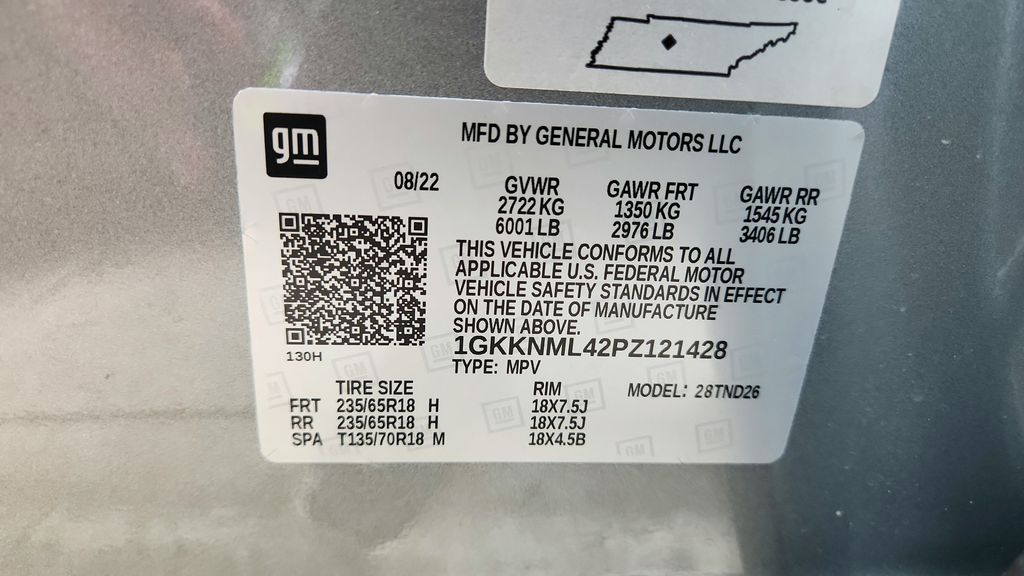 gm
MFD BY GENERAL MOTORS LLC
08/22
GVWR GAWR FRT GAWR RR
2722 KG 1350 KG 1545 KG
6001 LB 2976 LB 3406 LB
THIS VEHICLE CONFORMS TO ALL
APPLICABLE U.S. FEDERAL MOTOR
VEHICLE SAFETY STANDARDS IN EFFECT
ON THE DATE OF MANUFACTURE
SHOWN ABOVE.
130H
1GKKNML42PZ121428
TYPE: MPV
TIRE SIZE RIM MODEL: 28TND26
FRT 235/65R18 H 18X7.5J
RR 235/65R18 H 18X7.5J
SPA T135/70R18 M 18X4.5B